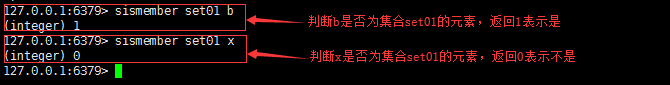 127.0.0.1:6379> sismember set01 b
(integer) 1
判断b是否为集合set01的元素，返回1表示是
127.0.0.1:6379> sismember set01 x
(integer) 0
判断x是否为集合set01的元素，返回0表示不是
127.0.0.1:6379>